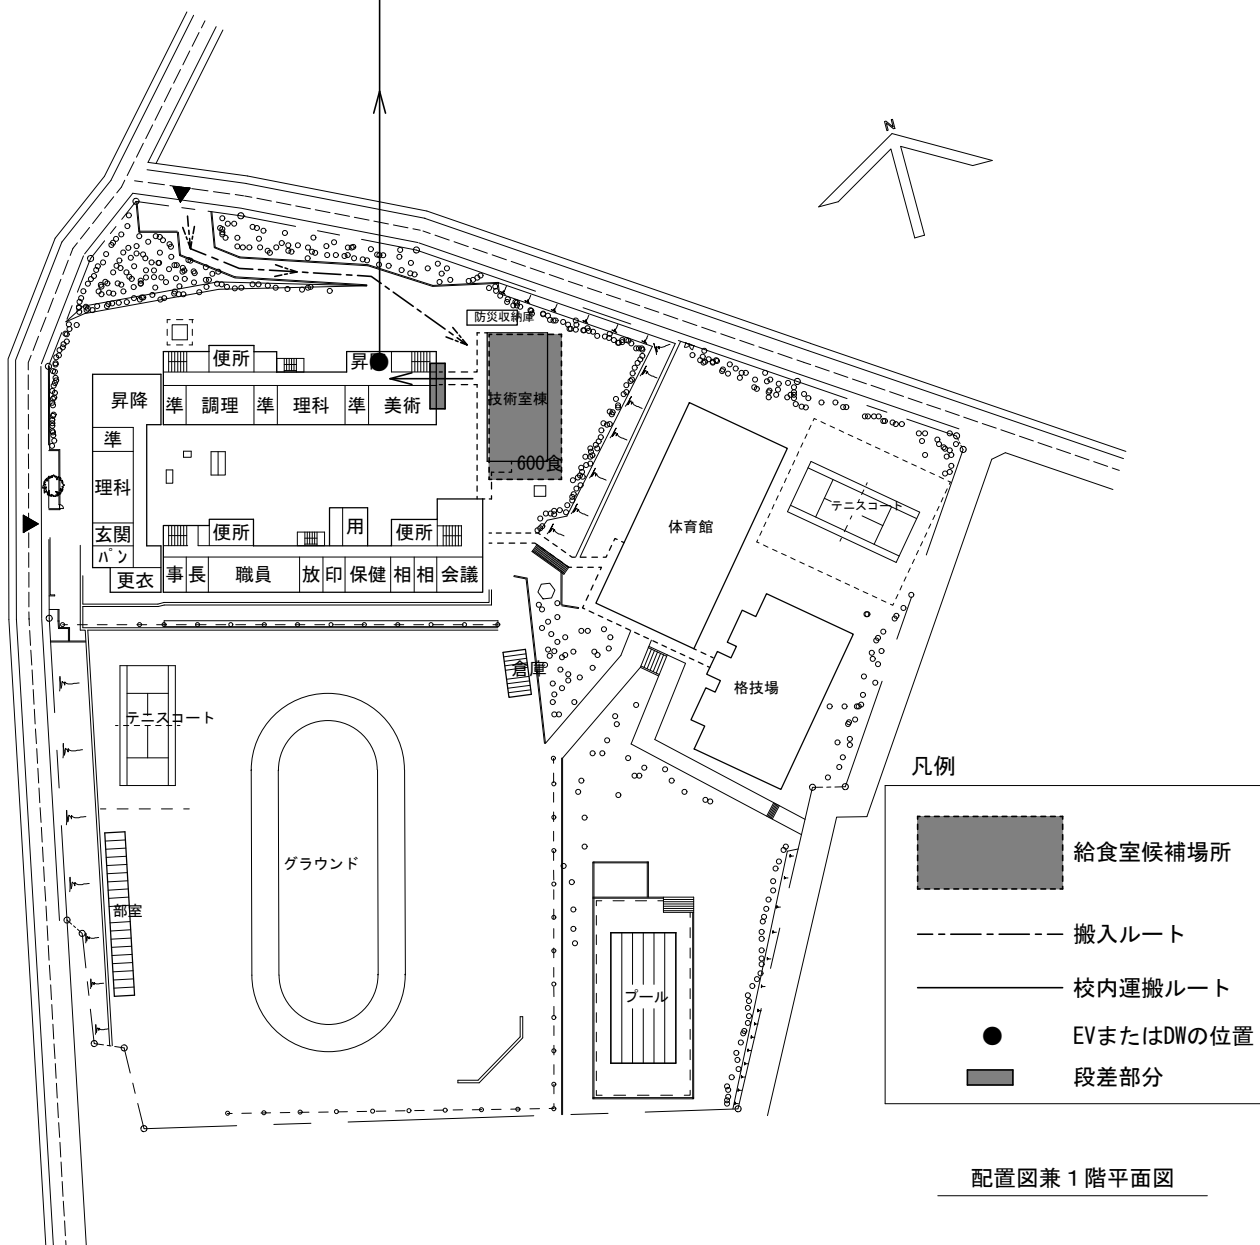 N
防災収納庫
便所
昇降
昇降
準
調理
準
理科
準
美術
技術室棟
準
600食
理科
テニスコート
体育館
玄関
便所
用
便所
パン
更衣
事
長
職員
放
印
保健
相
相
会議
倉庫
格技場
テニスコート
グラウンド
部室
プール
凡例
給食室候補場所
搬入ルート
校内運搬ルート
EVまたはDWの位置
段差部分
配置図兼1階平面図